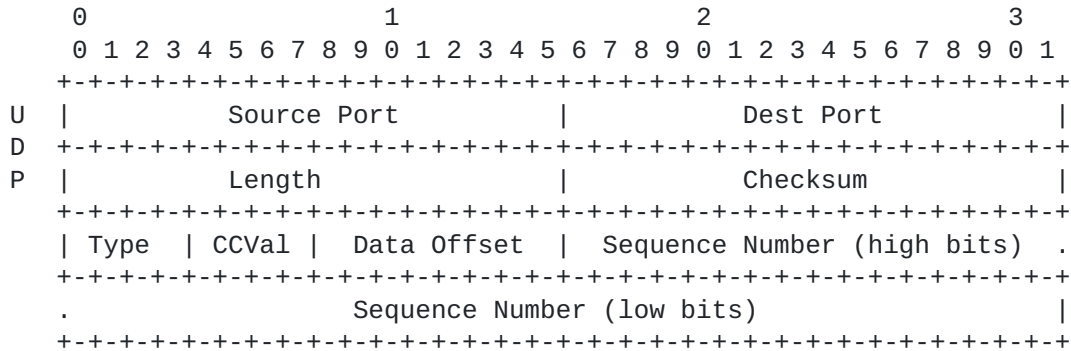 0                   1                   2                   3
    0 1 2 3 4 5 6 7 8 9 0 1 2 3 4 5 6 7 8 9 0 1 2 3 4 5 6 7 8 9 0 1
   +-+-+-+-+-+-+-+-+-+-+-+-+-+-+-+-+-+-+-+-+-+-+-+-+-+-+-+-+-+-+-+-+
U  |          Source Port          |           Dest Port           |
D  +-+-+-+-+-+-+-+-+-+-+-+-+-+-+-+-+-+-+-+-+-+-+-+-+-+-+-+-+-+-+-+-+
P  |          Length               |           Checksum            |
   +-+-+-+-+-+-+-+-+-+-+-+-+-+-+-+-+-+-+-+-+-+-+-+-+-+-+-+-+-+-+-+-+
   | Type  | CCVal |  Data Offset  |  Sequence Number (high bits)  .
   +-+-+-+-+-+-+-+-+-+-+-+-+-+-+-+-+-+-+-+-+-+-+-+-+-+-+-+-+-+-+-+-+
   .                  Sequence Number (low bits)                   |
   +-+-+-+-+-+-+-+-+-+-+-+-+-+-+-+-+-+-+-+-+-+-+-+-+-+-+-+-+-+-+-+-+